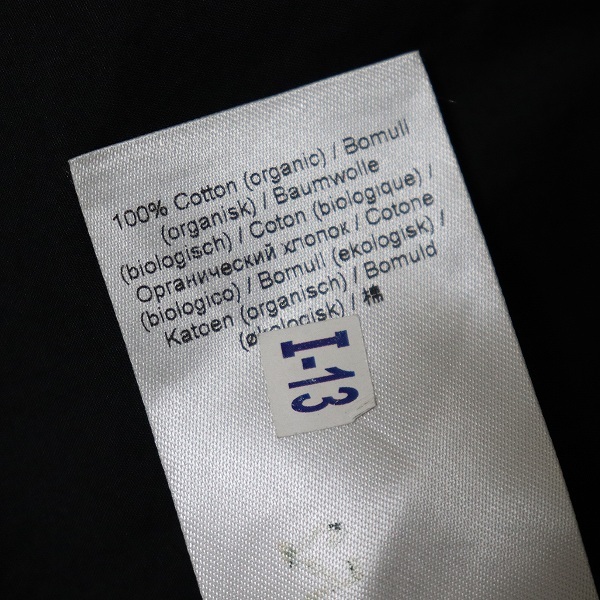 100% Cotton (organic) / Bomull
(organisk) / Baumwolle
(biologisch) / Coton (biologique) /
Органический хлопок / Cotone
(biologico) / Bomull (ekologisk) /
Katoen (organisch) / Bomuld
(økologisk) / 棉
I-13